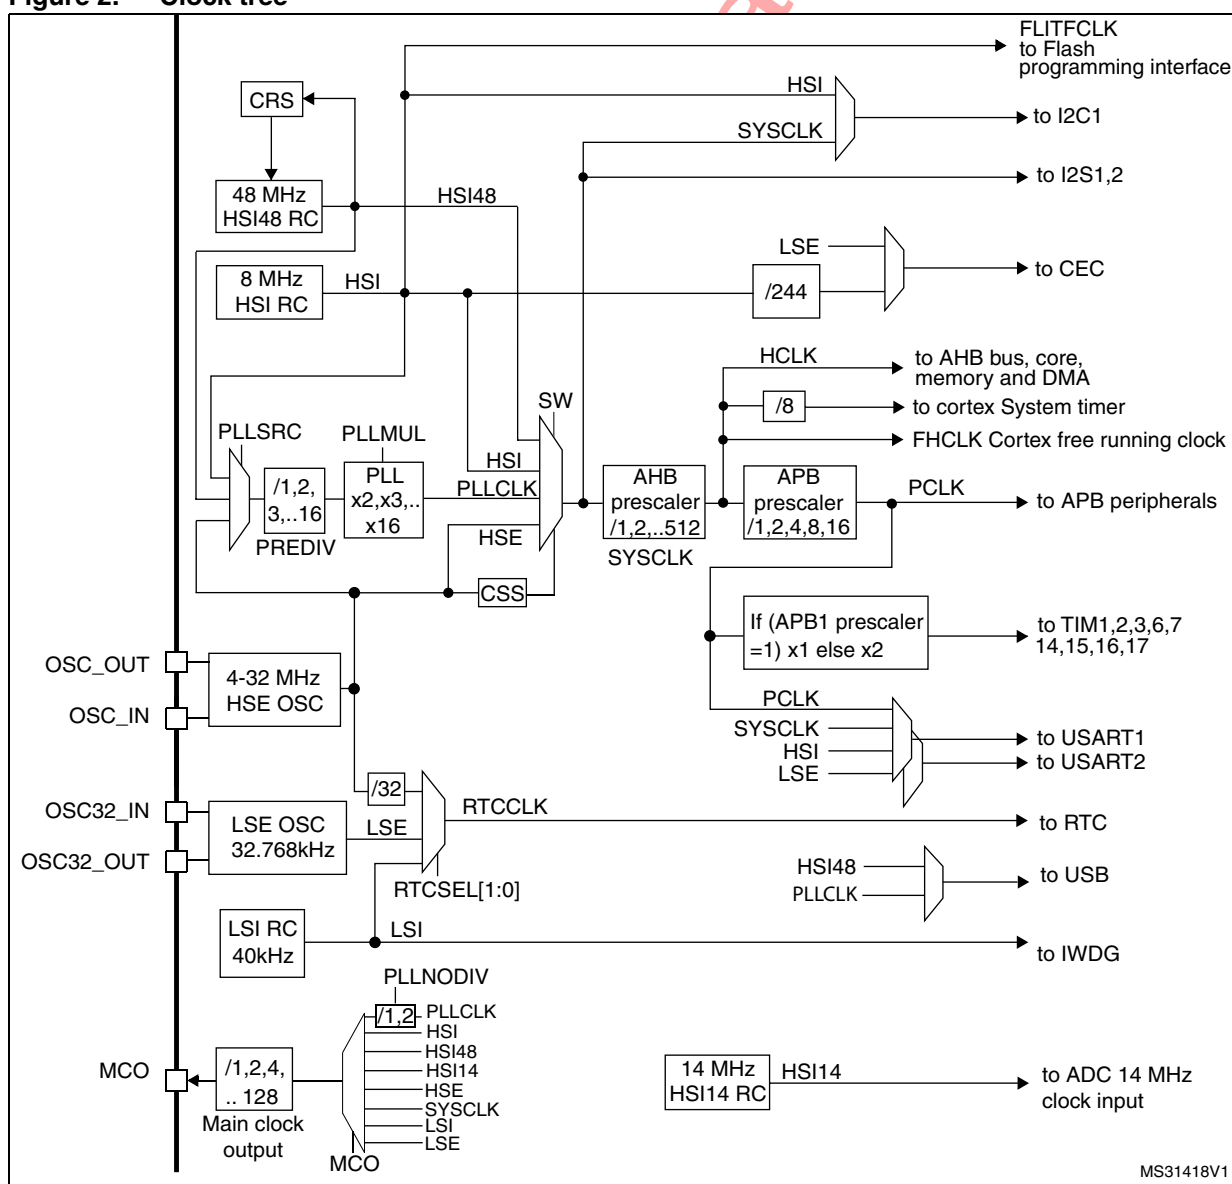 Figure 2. Clock tree
FLITFCLK
to Flash
programming interface
HSI
to I2C1
CRS
SYSCLK
to I2S1,2
48 MHz
HSI48 RC
HSI48
LSE
to CEC
8 MHz
HSI RC
HSI
/244
HCLK
to AHB bus, core,
memory and DMA
/8
to cortex System timer
FHCLK Cortex free running clock
SW
PLLSRC
PLLMUL
HSI
/1,2,
3,..16
PREDIV
PLL
x2,x3,..
x16
PLLCLK
HSE
AHB
prescaler
/1,2,..512
SYSCLK
APB
prescaler
/1,2,4,8,16
PCLK
to APB peripherals
CSS
If (APB1 prescaler
=1) x1 else x2
to TIM1,2,3,6,7
14,15,16,17
OSC_OUT
OSC_IN
4-32 MHz
HSE OSC
PCLK
SYSCLK
HSI
LSE
to USART1
to USART2
/32
OSC32_IN
OSC32_OUT
LSE OSC
32.768kHz
LSE
RTCCLK
to RTC
RTCSEL[1:0]
HSI48
PLLCLK
to USB
LSI RC
40kHz
LSI
to IWDG
PLLNODIV
/1,2
PLLCLK
HSI
HSI48
HSI14
HSE
SYSCLK
LSI
LSE
MCO
MCO
/1,2,4,
.. 128
Main clock
output
14 MHz
HSI14 RC
HSI14
to ADC 14 MHz
clock input
MS31418V1